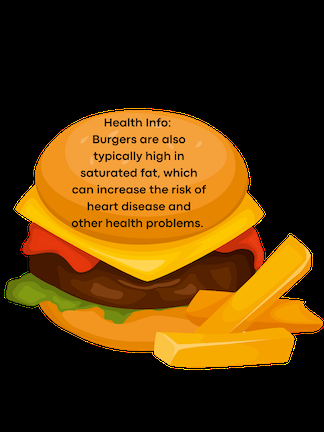 Health Info:
Burgers are also
typically high in
saturated fat, which
can increase the risk of
heart disease and
other health problems.